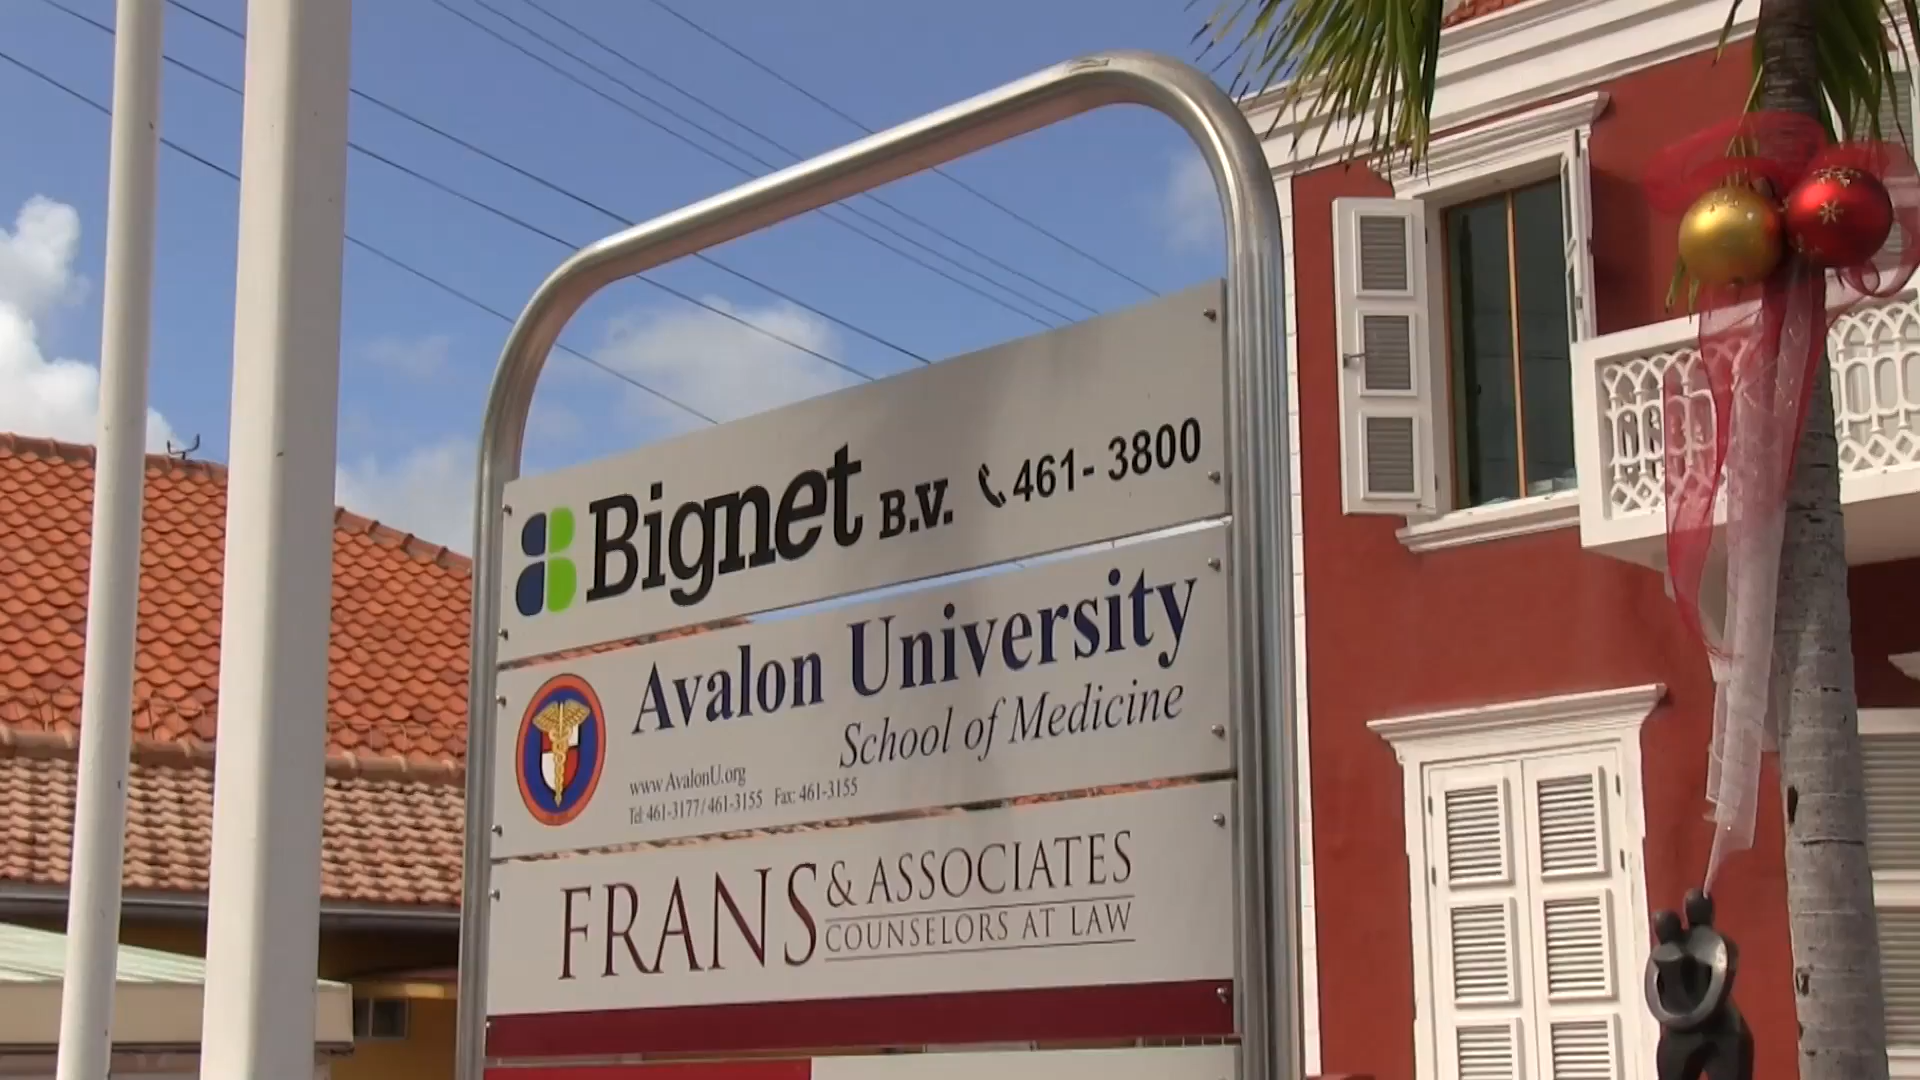 Bignet B.V. 461-3800
Avalon University
School of Medicine
www.AvalonU.org
Tel: 461-3177/461-3155 Fax: 461-3155
FRANS & ASSOCIATES
COUNSELORS AT LAW